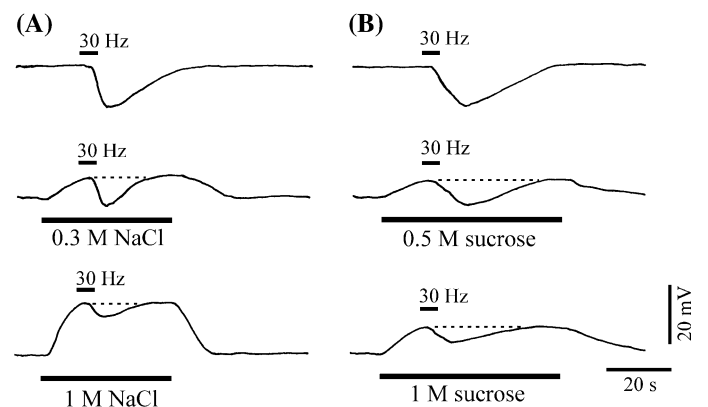 (A)
30 Hz
30 Hz
0.3 M NaCl
30 Hz
1 M NaCl
(B)
30 Hz
30 Hz
0.5 M sucrose
30 Hz
1 M sucrose
20 mV
20 s